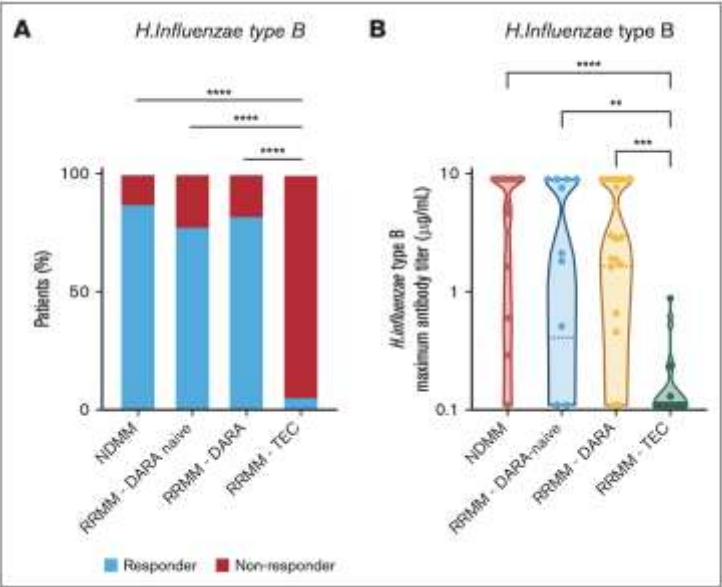 A
H.Influenzae type B
****
****
****
100
50
0
Patients (%)
NDMM
RRMM - DARA naive
RRMM - DARA
RRMM - TEC
Responder
Non-responder
B
H.Influenzae type B
****
**
***
10
1
0.1
H.influenzae type B
maximum antibody titer (μg/mL)
NDMM
RRMM - DARA-naive
RRMM - DARA
RRMM - TEC